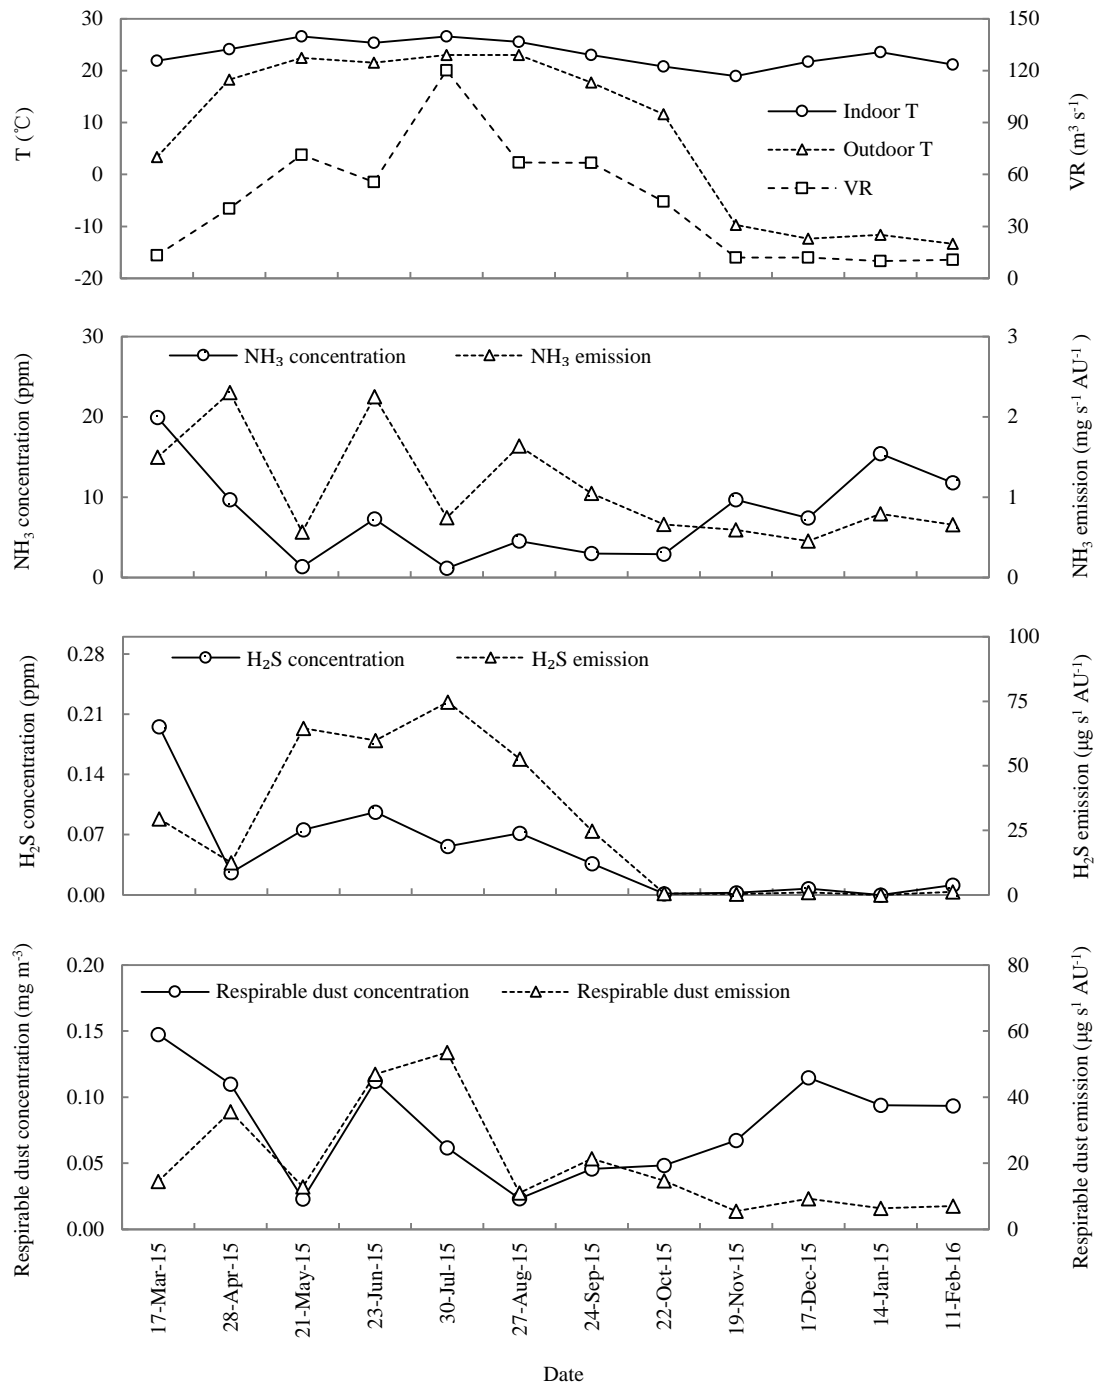 T (℃)
30
20
10
0
-10
-20
150
120
90
60
30
0
VR (m³ s⁻¹)
Indoor T
Outdoor T
VR
NH₃ concentration (ppm)
30
20
10
0
3
2
1
0
NH₃ emission (mg s⁻¹ AU⁻¹)
NH₃ concentration
NH₃ emission
H₂S concentration (ppm)
0.28
0.21
0.14
0.07
0.00
100
75
50
25
0
H₂S emission (μg s¹ AU⁻¹)
H₂S concentration
H₂S emission
Respirable dust concentration (mg m⁻³)
0.20
0.15
0.10
0.05
0.00
80
60
40
20
0
Respirable dust emission (μg s¹ AU⁻¹)
Respirable dust concentration
Respirable dust emission
17-Mar-15
28-Apr-15
21-May-15
23-Jun-15
30-Jul-15
27-Aug-15
24-Sep-15
22-Oct-15
19-Nov-15
17-Dec-15
14-Jan-15
11-Feb-16
Date